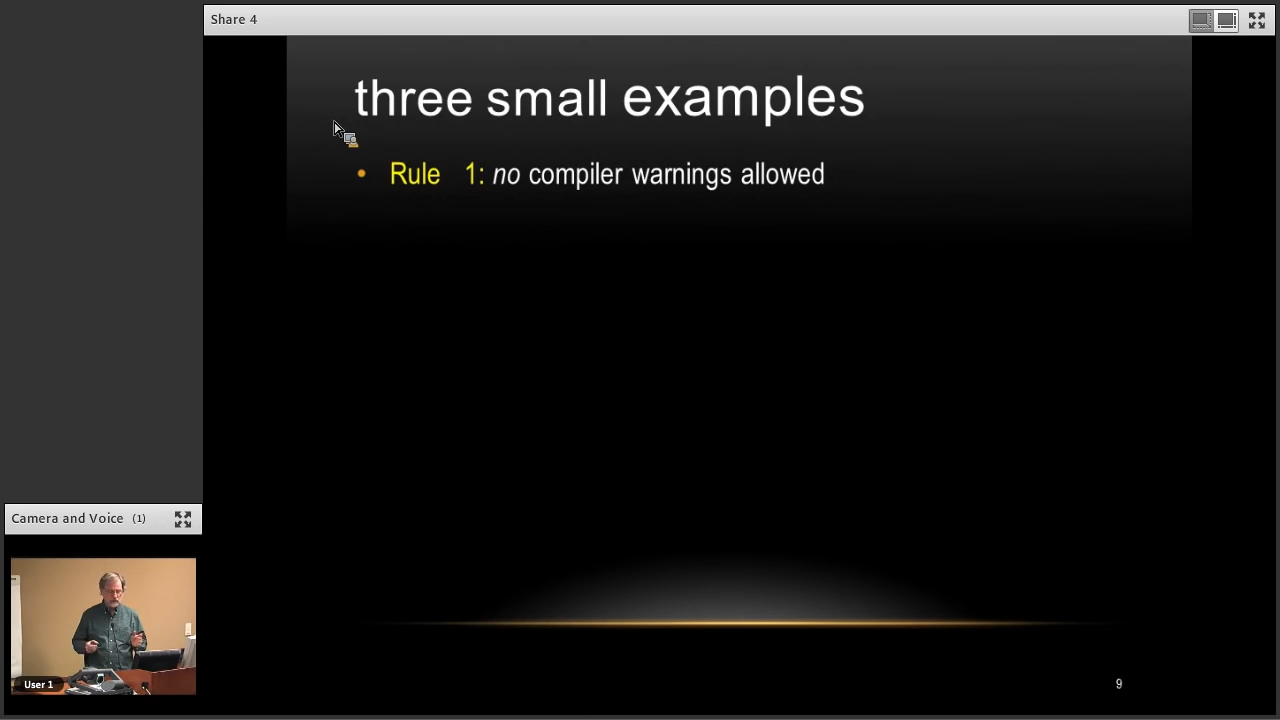 Share 4
three small examples
• Rule 1: no compiler warnings allowed
Camera and Voice (1)
User 1
9